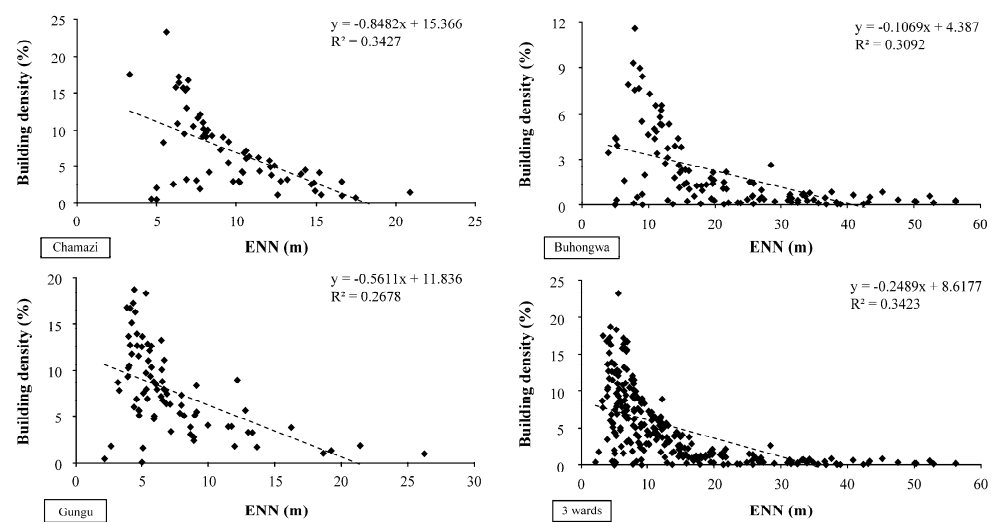 y = -0.8482x + 15.366
R² = 0.3427
Building density (%)
25
20
15
10
5
0
0 5 10 15 20 25
ENN (m)
Chamazi
y = -0.1069x + 4.387
R² = 0.3092
Building density (%)
12
9
6
3
0
0 10 20 30 40 50 60
ENN (m)
Buhongwa
y = -0.5611x + 11.836
R² = 0.2678
Building density (%)
20
15
10
5
0
0 5 10 15 20 25 30
ENN (m)
Gungu
y = -0.2489x + 8.6177
R² = 0.3423
Building density (%)
25
20
15
10
5
0
0 10 20 30 40 50 60
ENN (m)
3 wards